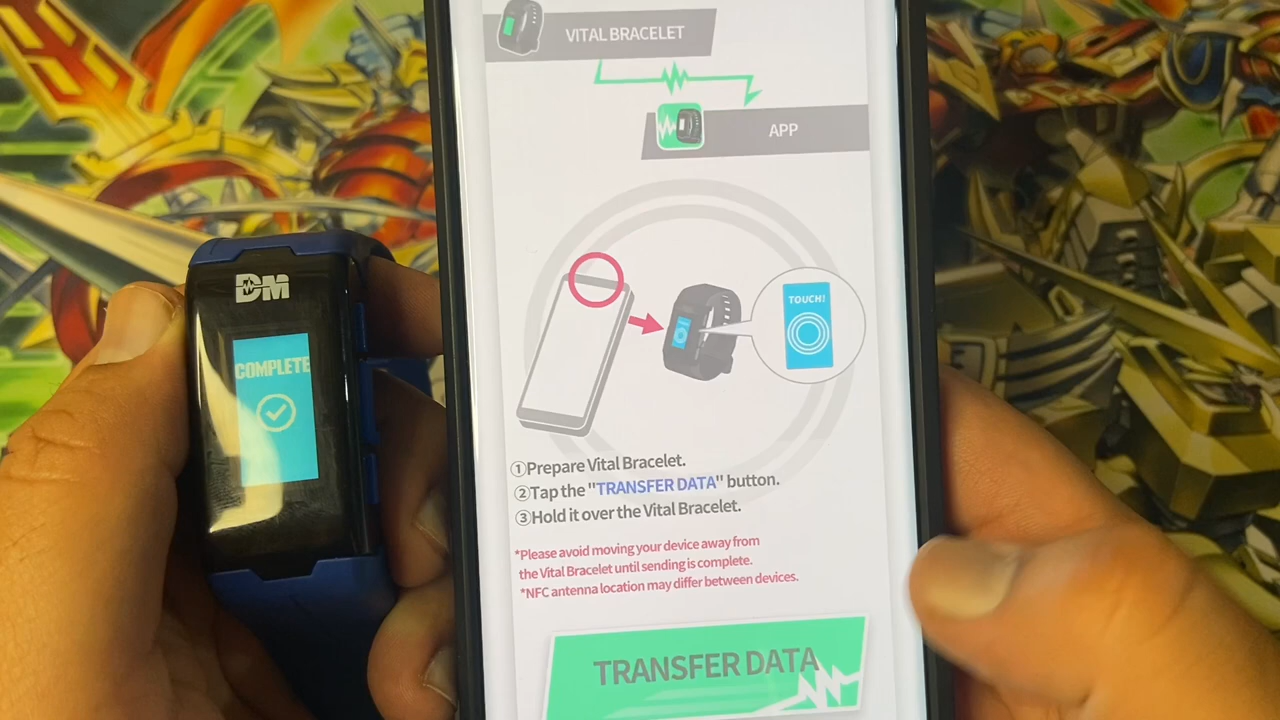 VITAL BRACELET
APP
DM
COMPLETE
TOUCH!
①Prepare Vital Bracelet.
②Tap the "TRANSFER DATA" button.
③Hold it over the Vital Bracelet.
*Please avoid moving your device away from
the Vital Bracelet until sending is complete.
*NFC antenna location may differ between devices.
TRANSFER DATA